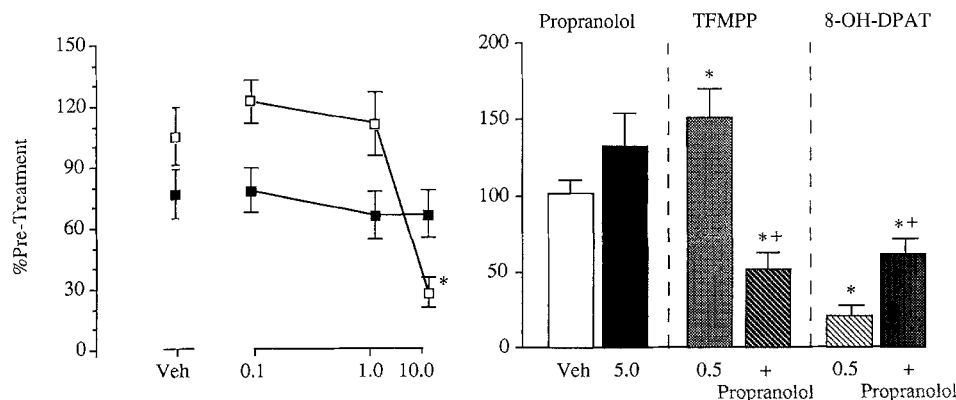 %Pre-Treatment
150
120
90
60
30
0
Veh 0.1 1.0 10.0
*
Propranolol TFMPP 8-OH-DPAT
200
150
100
50
0
* *+ * *+
Veh 5.0 0.5 + 0.5 +
Propranolol Propranolol